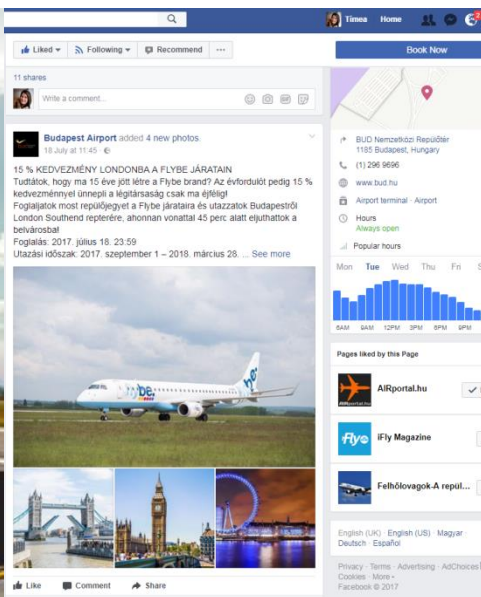 Timea Home
2
Liked Following Recommend ...
Book Now
11 shares
Write a comment...
Budapest Airport added 4 new photos.
18 July at 11:45
15 % KEDVEZMÉNY LONDONBA A FLYBE JÁRATAIN
Tudtátok, hogy ma 15 éve jött létre a Flybe brand? Az évfordulót pedig 15 %
kedvezménnyel ünnepli a légitársaság csak ma éjfélig!
Foglaljatok most repülőjegyet a Flybe járataira és utazzatok Budapestről
London Southend repterére, ahonnan vonattal 45 perc alatt eljuthattok a
belvárosba!
Foglalás: 2017. július 18. 23:59
Utazási időszak: 2017. szeptember 1 – 2018. március 28. ... See more
flybe.
Like Comment Share
BUD Nemzetközi Repülőtér
1185 Budapest, Hungary
(1) 296 9696
www.bud.hu
Airport terminal · Airport
Hours
Always open
Popular hours
Mon Tue Wed Thu Fri S
6AM 9AM 12PM 3PM 6PM 9PM
Pages liked by this Page
AIRportal.hu
iFly Magazine
Felhőlovagok-A repül...
English (UK) · English (US) · Magyar ·
Deutsch · Español
Privacy · Terms · Advertising · AdChoices
Cookies · More
Facebook © 2017